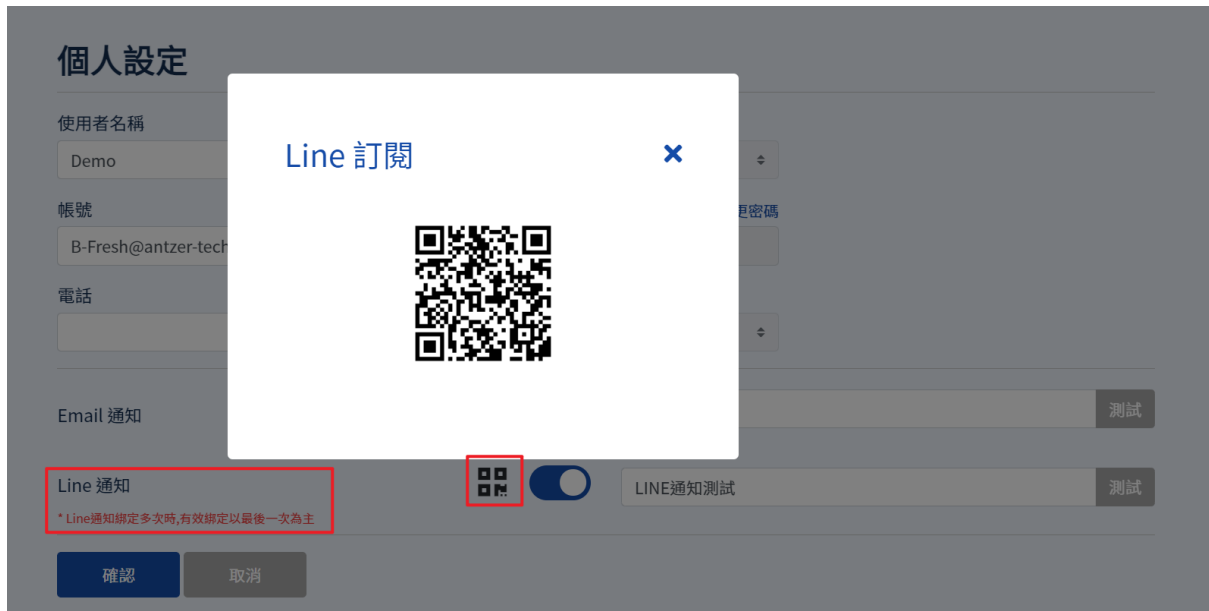 個人設定
使用者名稱
Demo
Line 訂閱
帳號
更密碼
B-Fresh@antzer-tech
電話
Email 通知
測試
Line 通知
LINE通知測試
測試
* Line通知綁定多次時,有效綁定以最後一次為主
確認
取消